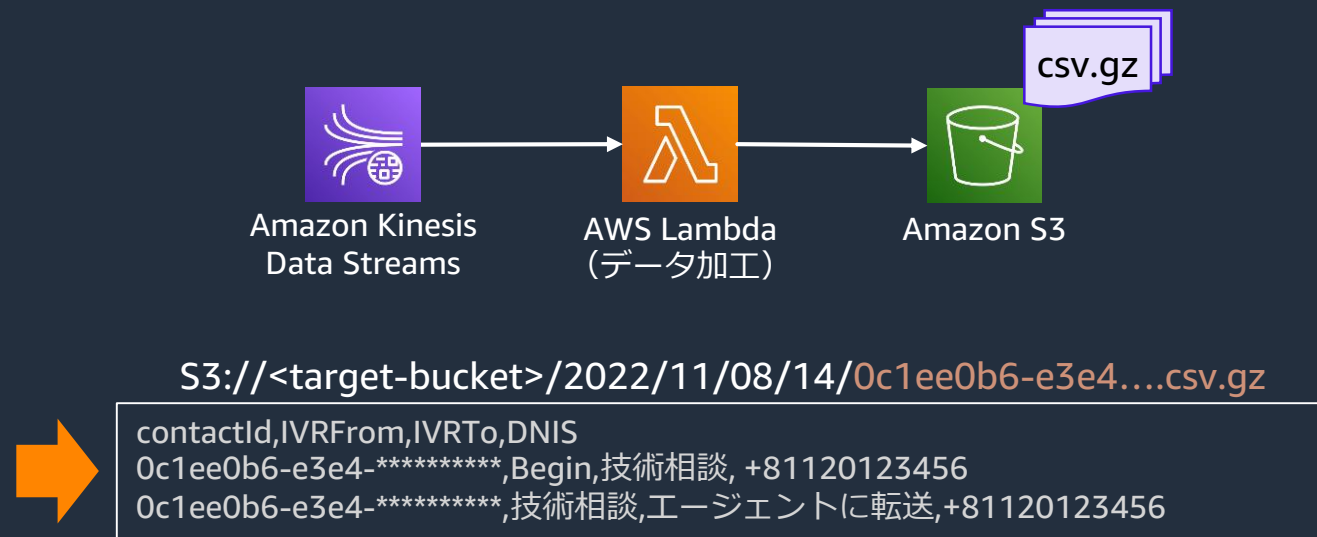 csv.gz
Amazon Kinesis
Data Streams
AWS Lambda
（データ加工）
Amazon S3
S3://<target-bucket>/2022/11/08/14/0c1ee0b6-e3e4….csv.gz
contactId,IVRFrom,IVRTo,DNIS
0c1ee0b6-e3e4-**********,Begin,技術相談, +81120123456
0c1ee0b6-e3e4-**********,技術相談,エージェントに転送,+81120123456